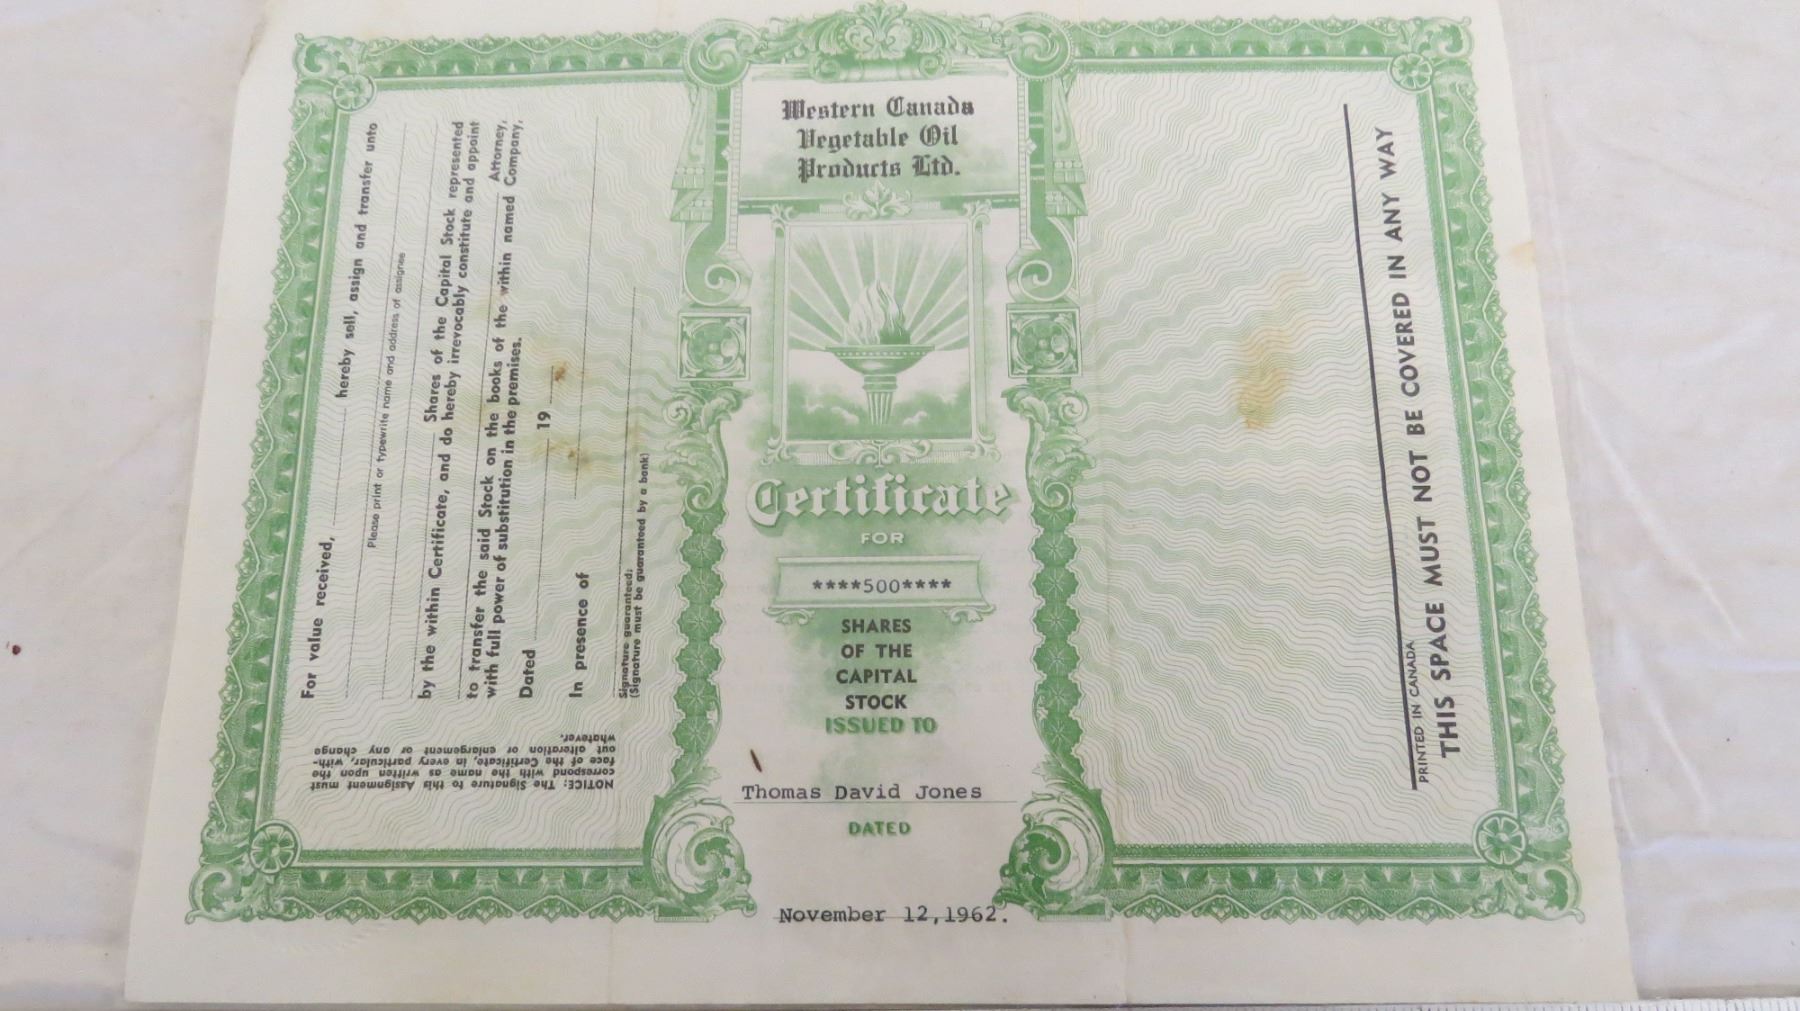 Western Canada
Vegetable Oil
Products Ltd.
Certificate
FOR
****500****
SHARES
OF THE
CAPITAL
STOCK
ISSUED TO
Thomas David Jones
DATED
November 12,1962.
For value received, hereby sell, assign and transfer unto
Please print or typewrite name and address of assignee
Shares of the Capital Stock represented
by the within Certificate, and do hereby irrevocably constitute and appoint
Attorney,
to transfer the said Stock on the books of the within named Company,
with full power of substitution in the premises.
Dated 19
In presence of
Signature guaranteed:
(Signature must be guaranteed by a bank)
NOTICE: The Signature to this Assignment must
correspond with the name as written upon the
face of the Certificate, in every particular, with-
out alteration or enlargement or any change
whatever.
PRINTED IN CANADA
THIS SPACE MUST NOT BE COVERED IN ANY WAY